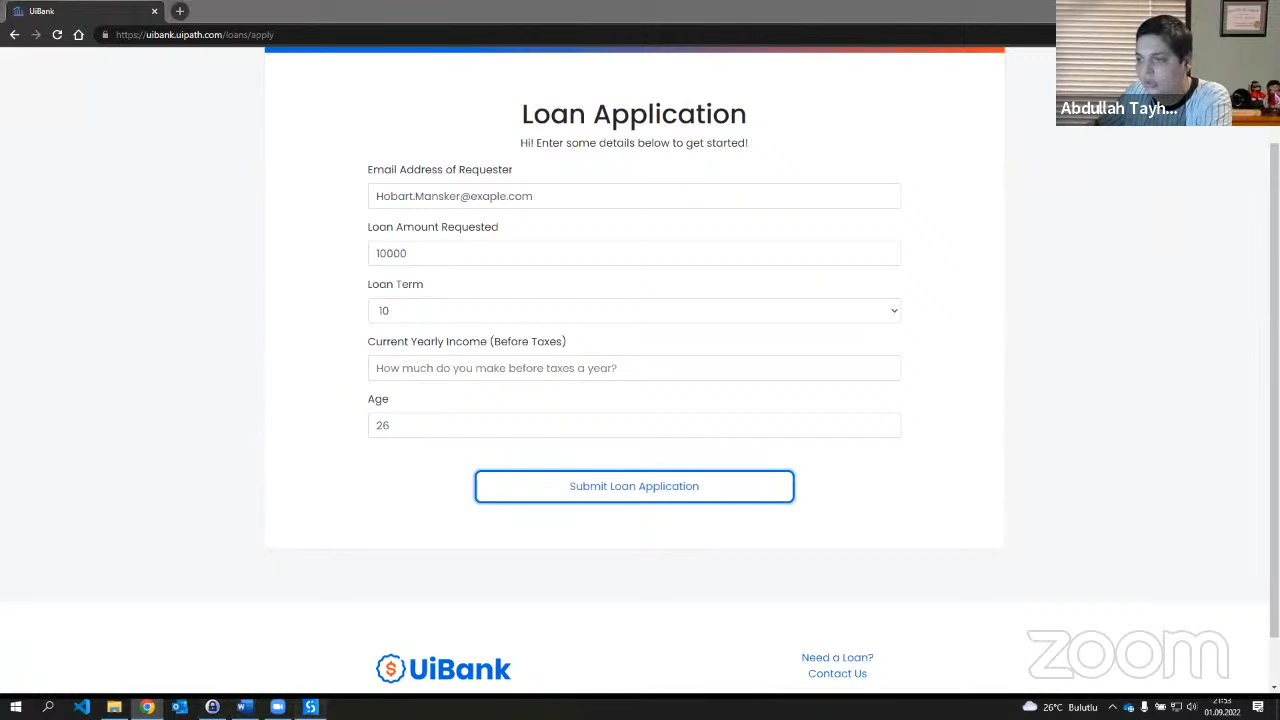 UiBank
https://uibank.uipath.com/loans/apply
Abdullah Tayh...
Loan Application
Hi! Enter some details below to get started!
Email Address of Requester
Hobart.Mansker@exaple.com
Loan Amount Requested
10000
Loan Term
10
Current Yearly Income (Before Taxes)
How much do you make before taxes a year?
Age
26
Submit Loan Application
zoom
UiBank
Need a Loan?
Contact Us
26°C Bulutlu
21:53
01.09.2022